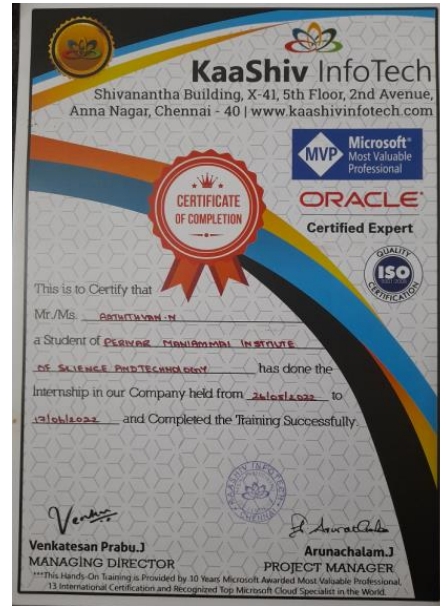 KaaShiv InfoTech
Shivanantha Building, X-41, 5th Floor, 2nd Avenue,
Anna Nagar, Chennai - 40 | www.kaashivinfotech.com
MVP
Microsoft®
Most Valuable
Professional
ORACLE
Certified Expert
CERTIFICATE
OF COMPLETION
QUALITY
ISO
CERTIFICATION
This is to Certify that
Mr./Ms.
a Student of PERIYAR MANIAMMAI INSTITUTE
OF SCIENCE AND TECHNOLOGY has done the
Internship in our Company held from 26/05/2022 to
/06/2022 and Completed the Training Successfully
KAASHIV INFOTECH
Venkatesan Prabu.J
MANAGING DIRECTOR
Arunachalam.J
PROJECT MANAGER
***This Hands-On Training is Provided by 10 Years Microsoft Awarded Most Valuable Professional,
13 International Certification and Recognized Top Microsoft Cloud Specialist in the World.